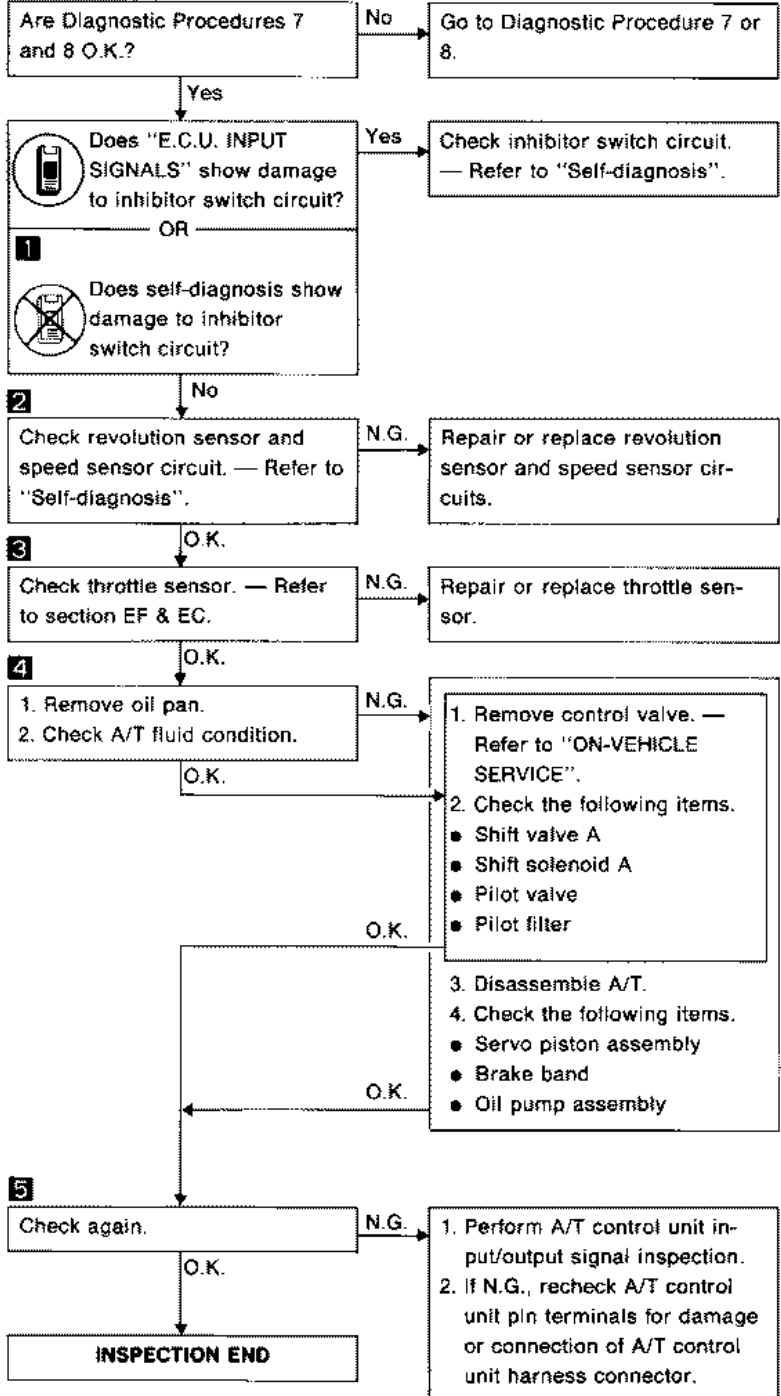 Are Diagnostic Procedures 7
and 8 O.K.?
No
Go to Diagnostic Procedure 7 or
8.
Yes
Does "E.C.U. INPUT
SIGNALS" show damage
to inhibitor switch circuit?
Yes
Check inhibitor switch circuit.
— Refer to "Self-diagnosis".
OR
1
Does self-diagnosis show
damage to inhibitor
switch circuit?
No
2
Check revolution sensor and
speed sensor circuit. — Refer to
"Self-diagnosis".
N.G.
Repair or replace revolution
sensor and speed sensor cir-
cuits.
O.K.
3
Check throttle sensor. — Refer
to section EF & EC.
N.G.
Repair or replace throttle sen-
sor.
O.K.
4
1. Remove oil pan.
2. Check A/T fluid condition.
N.G.
O.K.
1. Remove control valve. —
Refer to "ON-VEHICLE
SERVICE".
2. Check the following items.
● Shift valve A
● Shift solenoid A
● Pilot valve
● Pilot filter
O.K.
3. Disassemble A/T.
4. Check the following items.
● Servo piston assembly
● Brake band
● Oil pump assembly
O.K.
5
Check again.
N.G.
1. Perform A/T control unit in-
put/output signal inspection.
2. If N.G., recheck A/T control
unit pin terminals for damage
or connection of A/T control
unit harness connector.
O.K.
INSPECTION END